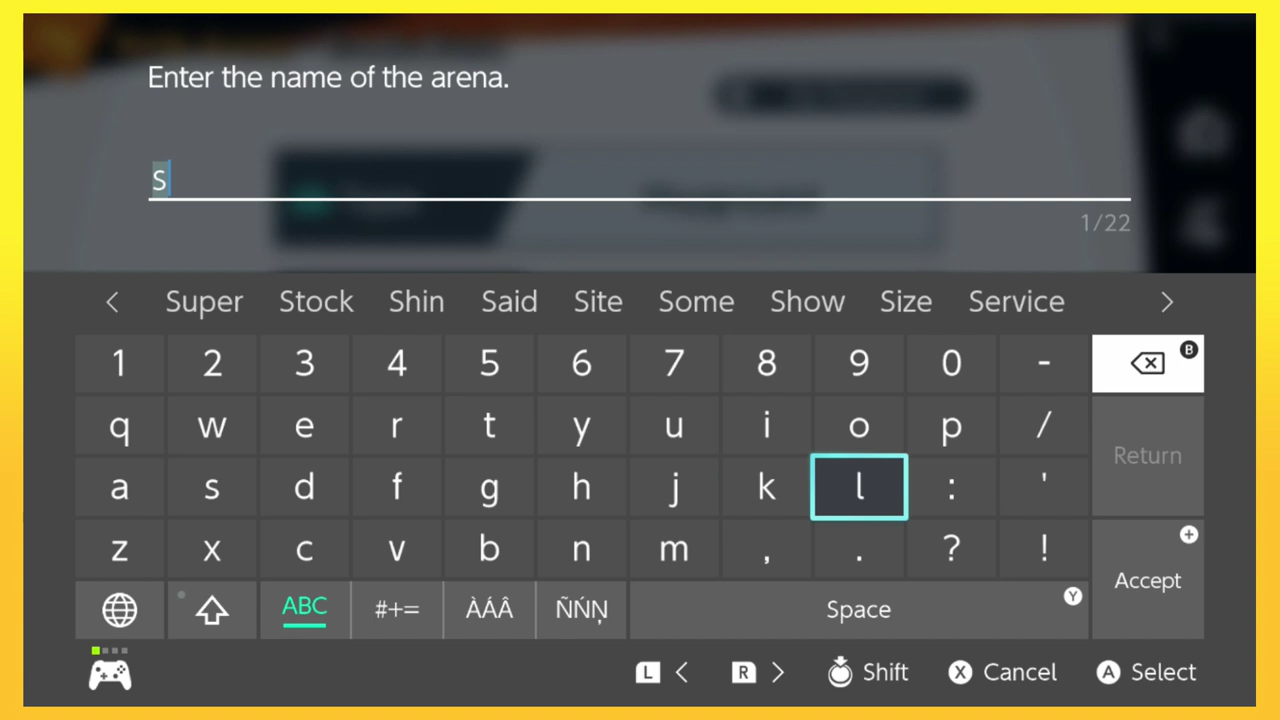 Enter the name of the arena.
S
1/22
< Super Stock Shin Said Site Some Show Size Service >
1 2 3 4 5 6 7 8 9 0 - B
q w e r t y u i o p /
Return
a s d f g h j k l : '
z x c v b n m , . ? ! +
Accept
ABC #+= ÀÁÂ ÑŃŅ Space Y
L < R > Shift X Cancel A Select